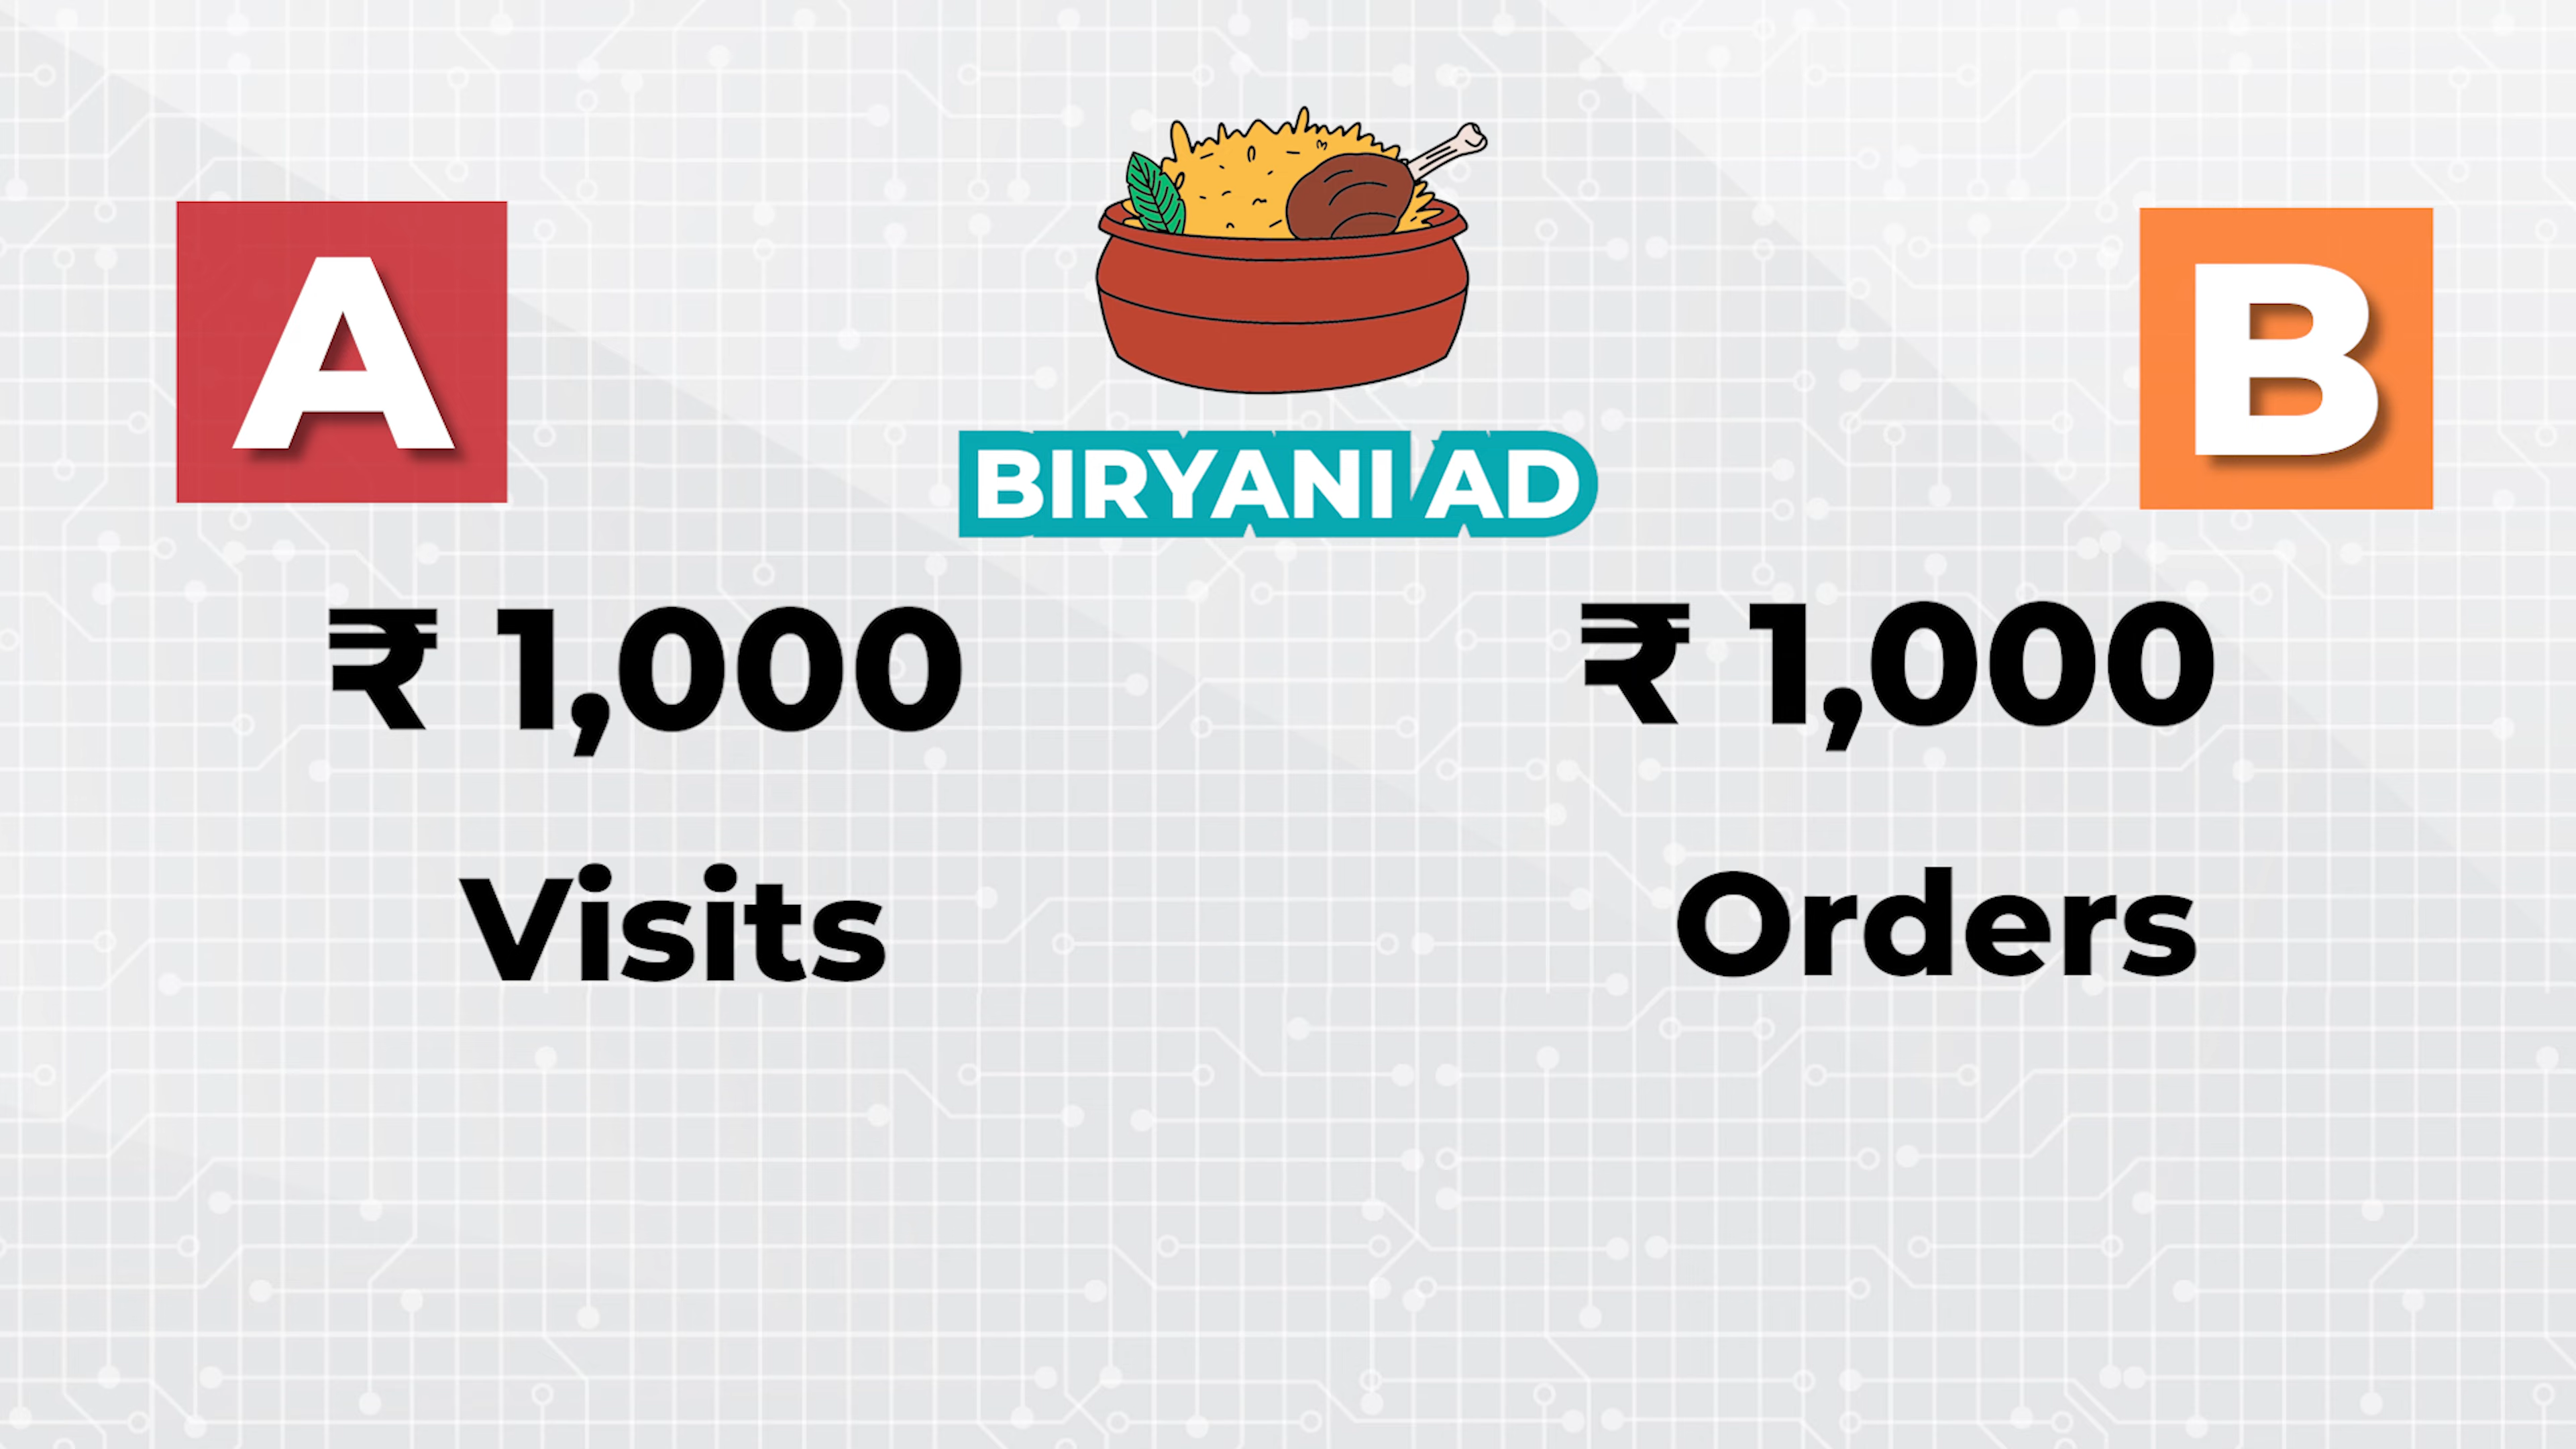 A
B
BIRYANI AD
₹ 1,000
₹ 1,000
Visits
Orders